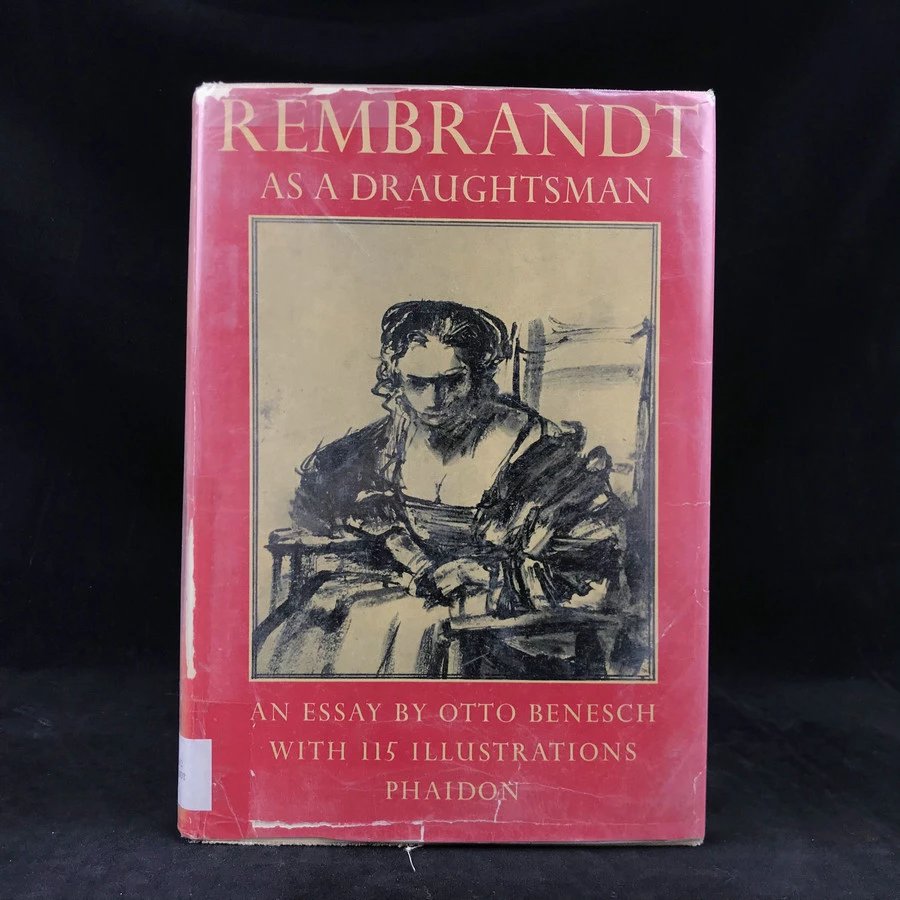 REMBRANDT
AS A DRAUGHTSMAN
AN ESSAY BY OTTO BENESCH
WITH 115 ILLUSTRATIONS
PHAIDON